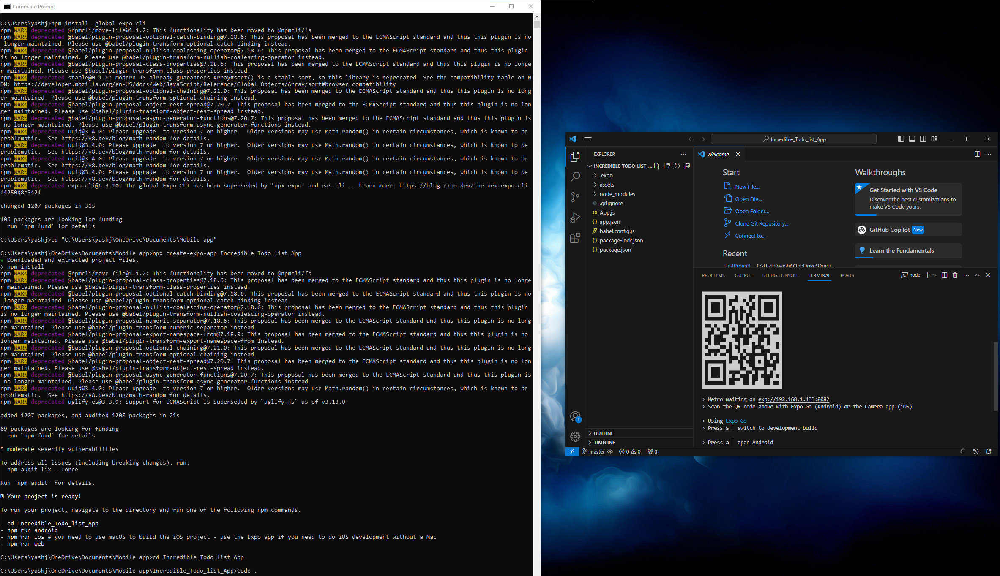 Command Prompt
C:\Users\yashj>npm install -global expo-cli
npm WARN deprecated @npmcli/move-file@1.1.2: This functionality has been moved to @npmcli/fs
npm WARN deprecated @babel/plugin-proposal-optional-catch-binding@7.18.6: This proposal has been merged to the ECMAScript standard and thus this plugin is no
 longer maintained. Please use @babel/plugin-transform-optional-catch-binding instead.
npm WARN deprecated @babel/plugin-proposal-nullish-coalescing-operator@7.18.6: This proposal has been merged to the ECMAScript standard and thus this plugin
is no longer maintained. Please use @babel/plugin-transform-nullish-coalescing-operator instead.
npm WARN deprecated @babel/plugin-proposal-class-properties@7.18.6: This proposal has been merged to the ECMAScript standard and thus this plugin is no longe
r maintained. Please use @babel/plugin-transform-class-properties instead.
npm WARN deprecated stable@0.1.8: Modern JS already guarantees Array#sort() is a stable sort, so this library is deprecated. See the compatibility table on M
DN: https://developer.mozilla.org/en-US/docs/Web/JavaScript/Reference/Global_Objects/Array/sort#browser_compatibility
npm WARN deprecated @babel/plugin-proposal-optional-chaining@7.21.0: This proposal has been merged to the ECMAScript standard and thus this plugin is no long
er maintained. Please use @babel/plugin-transform-optional-chaining instead.
npm WARN deprecated @babel/plugin-proposal-object-rest-spread@7.20.7: This proposal has been merged to the ECMAScript standard and thus this plugin is no lon
ger maintained. Please use @babel/plugin-transform-object-rest-spread instead.
npm WARN deprecated @babel/plugin-proposal-async-generator-functions@7.20.7: This proposal has been merged to the ECMAScript standard and thus this plugin is
 no longer maintained. Please use @babel/plugin-transform-async-generator-functions instead.
npm WARN deprecated uuid@3.4.0: Please upgrade  to version 7 or higher.  Older versions may use Math.random() in certain circumstances, which is known to be
problematic.  See https://v8.dev/blog/math-random for details.
npm WARN deprecated uuid@3.4.0: Please upgrade  to version 7 or higher.  Older versions may use Math.random() in certain circumstances, which is known to be
problematic.  See https://v8.dev/blog/math-random for details.
npm WARN deprecated uuid@3.4.0: Please upgrade  to version 7 or higher.  Older versions may use Math.random() in certain circumstances, which is known to be
problematic.  See https://v8.dev/blog/math-random for details.
npm WARN deprecated uuid@3.4.0: Please upgrade  to version 7 or higher.  Older versions may use Math.random() in certain circumstances, which is known to be
problematic.  See https://v8.dev/blog/math-random for details.
npm WARN deprecated expo-cli@6.3.10: The global Expo CLI has been superseded by 'npx expo' and eas-cli -- Learn more: https://blog.expo.dev/the-new-expo-cli-
f4250d8e3421
changed 1207 packages in 31s
106 packages are looking for funding
  run `npm fund` for details
C:\Users\yashj>cd "C:\Users\yashj\OneDrive\Documents\Mobile app"
C:\Users\yashj\OneDrive\Documents\Mobile app>npx create-expo-app Incredible_Todo_list_App
√ Downloaded and extracted project files.
> npm install
npm WARN deprecated @npmcli/move-file@1.1.2: This functionality has been moved to @npmcli/fs
npm WARN deprecated @babel/plugin-proposal-class-properties@7.18.6: This proposal has been merged to the ECMAScript standard and thus this plugin is no longe
r maintained. Please use @babel/plugin-transform-class-properties instead.
npm WARN deprecated @babel/plugin-proposal-optional-catch-binding@7.18.6: This proposal has been merged to the ECMAScript standard and thus this plugin is no
 longer maintained. Please use @babel/plugin-transform-optional-catch-binding instead.
npm WARN deprecated @babel/plugin-proposal-nullish-coalescing-operator@7.18.6: This proposal has been merged to the ECMAScript standard and thus this plugin
is no longer maintained. Please use @babel/plugin-transform-nullish-coalescing-operator instead.
npm WARN deprecated @babel/plugin-proposal-numeric-separator@7.18.6: This proposal has been merged to the ECMAScript standard and thus this plugin is no long
er maintained. Please use @babel/plugin-transform-numeric-separator instead.
npm WARN deprecated @babel/plugin-proposal-export-namespace-from@7.18.9: This proposal has been merged to the ECMAScript standard and thus this plugin is no
longer maintained. Please use @babel/plugin-transform-export-namespace-from instead.
npm WARN deprecated @babel/plugin-proposal-optional-chaining@7.21.0: This proposal has been merged to the ECMAScript standard and thus this plugin is no long
er maintained. Please use @babel/plugin-transform-optional-chaining instead.
npm WARN deprecated @babel/plugin-proposal-object-rest-spread@7.20.7: This proposal has been merged to the ECMAScript standard and thus this plugin is no lon
ger maintained. Please use @babel/plugin-transform-object-rest-spread instead.
npm WARN deprecated @babel/plugin-proposal-async-generator-functions@7.20.7: This proposal has been merged to the ECMAScript standard and thus this plugin is
 no longer maintained. Please use @babel/plugin-transform-async-generator-functions instead.
npm WARN deprecated uuid@3.4.0: Please upgrade  to version 7 or higher.  Older versions may use Math.random() in certain circumstances, which is known to be
problematic.  See https://v8.dev/blog/math-random for details.
npm WARN deprecated uglify-es@3.3.9: support for ECMAScript is superseded by `uglify-js` as of v3.13.0
added 1207 packages, and audited 1208 packages in 21s
69 packages are looking for funding
  run `npm fund` for details
5 moderate severity vulnerabilities
To address all issues (including breaking changes), run:
  npm audit fix --force
Run `npm audit` for details.
Your project is ready!
To run your project, navigate to the directory and run one of the following npm commands.
- cd Incredible_Todo_list_App
- npm run android
- npm run ios # you need to use macOS to build the iOS project - use the Expo app if you need to do iOS development without a Mac
- npm run web
C:\Users\yashj\OneDrive\Documents\Mobile app>cd Incredible_Todo_list_App
C:\Users\yashj\OneDrive\Documents\Mobile app\Incredible_Todo_list_App>Code .
Incredible_Todo_list_App
EXPLORER
INCREDIBLE_TODO_LIST_...
.expo
assets
node_modules
.gitignore
JS App.js
{} app.json
babel.config.js
{} package-lock.json
{} package.json
OUTLINE
TIMELINE
Welcome
Start
New File...
Open File...
Open Folder...
Clone Git Repository...
Connect to...
Recent
FirstProject C:\Users\yashj\OneDrive\Docu...
Walkthroughs
Get Started with VS Code
Discover the best customizations to
make VS Code yours.
GitHub Copilot New
Learn the Fundamentals
PROBLEMS OUTPUT DEBUG CONSOLE TERMINAL PORTS
node
› Metro waiting on exp://192.168.1.133:8082
› Scan the QR code above with Expo Go (Android) or the Camera app (iOS)
› Using Expo Go
› Press s │ switch to development build
› Press a │ open Android
1
master 0 0 0